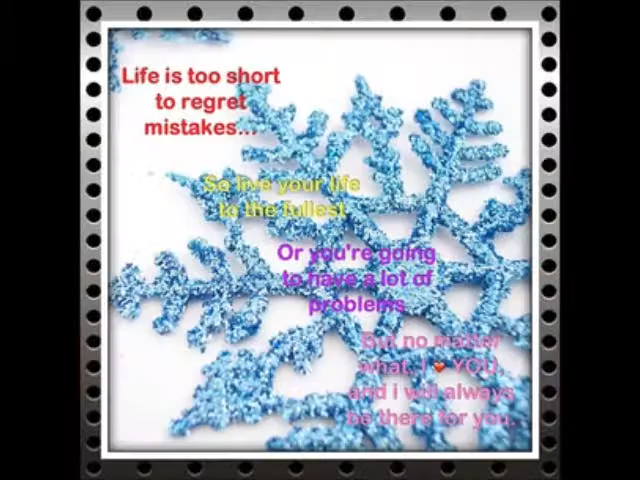 Life is too short
to regret
mistakes...
So live your life
to the fullest
Or you're going
to have a lot of
problems
But no matter
what, I ❤ YOU
and i will always
be there for you.